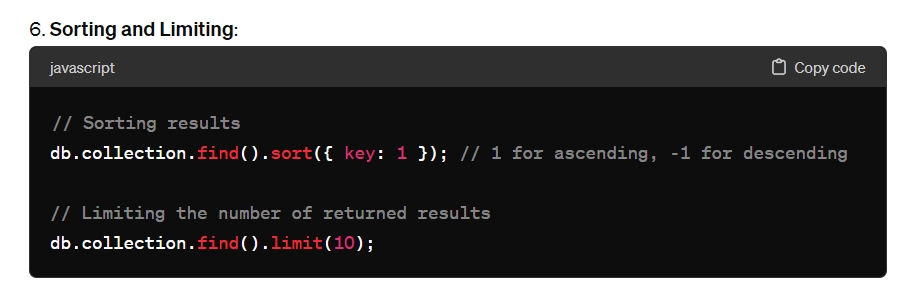 6. Sorting and Limiting:
javascript
Copy code
// Sorting results
db.collection.find().sort({ key: 1 }); // 1 for ascending, -1 for descending
// Limiting the number of returned results
db.collection.find().limit(10);